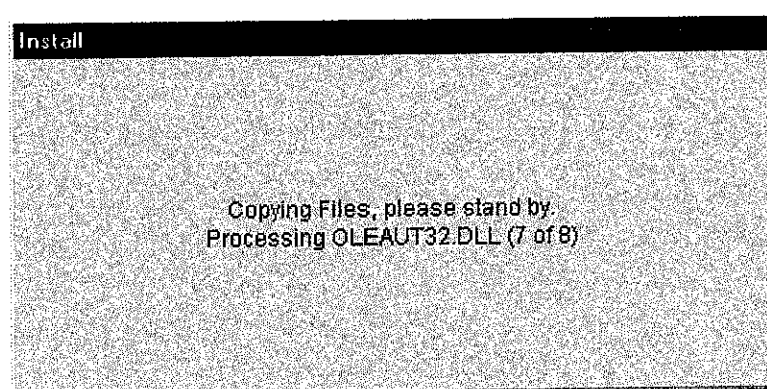 Install
Copying Files, please stand by.
Processing OLEAUT32.DLL (7 of 8)